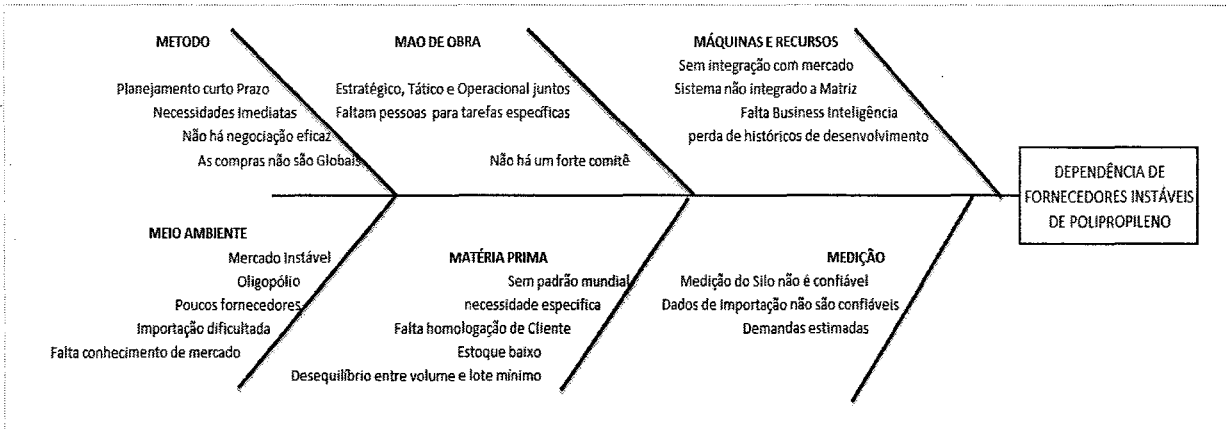 METODO
Planejamento curto Prazo
Necessidades Imediatas
Não há negociação eficaz
As compras não são Globais
MAO DE OBRA
Estratégico, Tático e Operacional juntos
Faltam pessoas para tarefas específicas
Não há um forte comitê
MÁQUINAS E RECURSOS
Sem integração com mercado
Sistema não integrado a Matriz
Falta Business Inteligência
perda de históricos de desenvolvimento
DEPENDÊNCIA DE
FORNECEDORES INSTÁVEIS
DE POLIPROPILENO
MEIO AMBIENTE
Mercado Instável
Oligopólio
Poucos fornecedores
Importação dificultada
Falta conhecimento de mercado
MATÉRIA PRIMA
Sem padrão mundial
necessidade especifica
Falta homologação de Cliente
Estoque baixo
Desequilíbrio entre volume e lote mínimo
MEDIÇÃO
Medição do Silo não é confiável
Dados de Importação não são confiáveis
Demandas estimadas